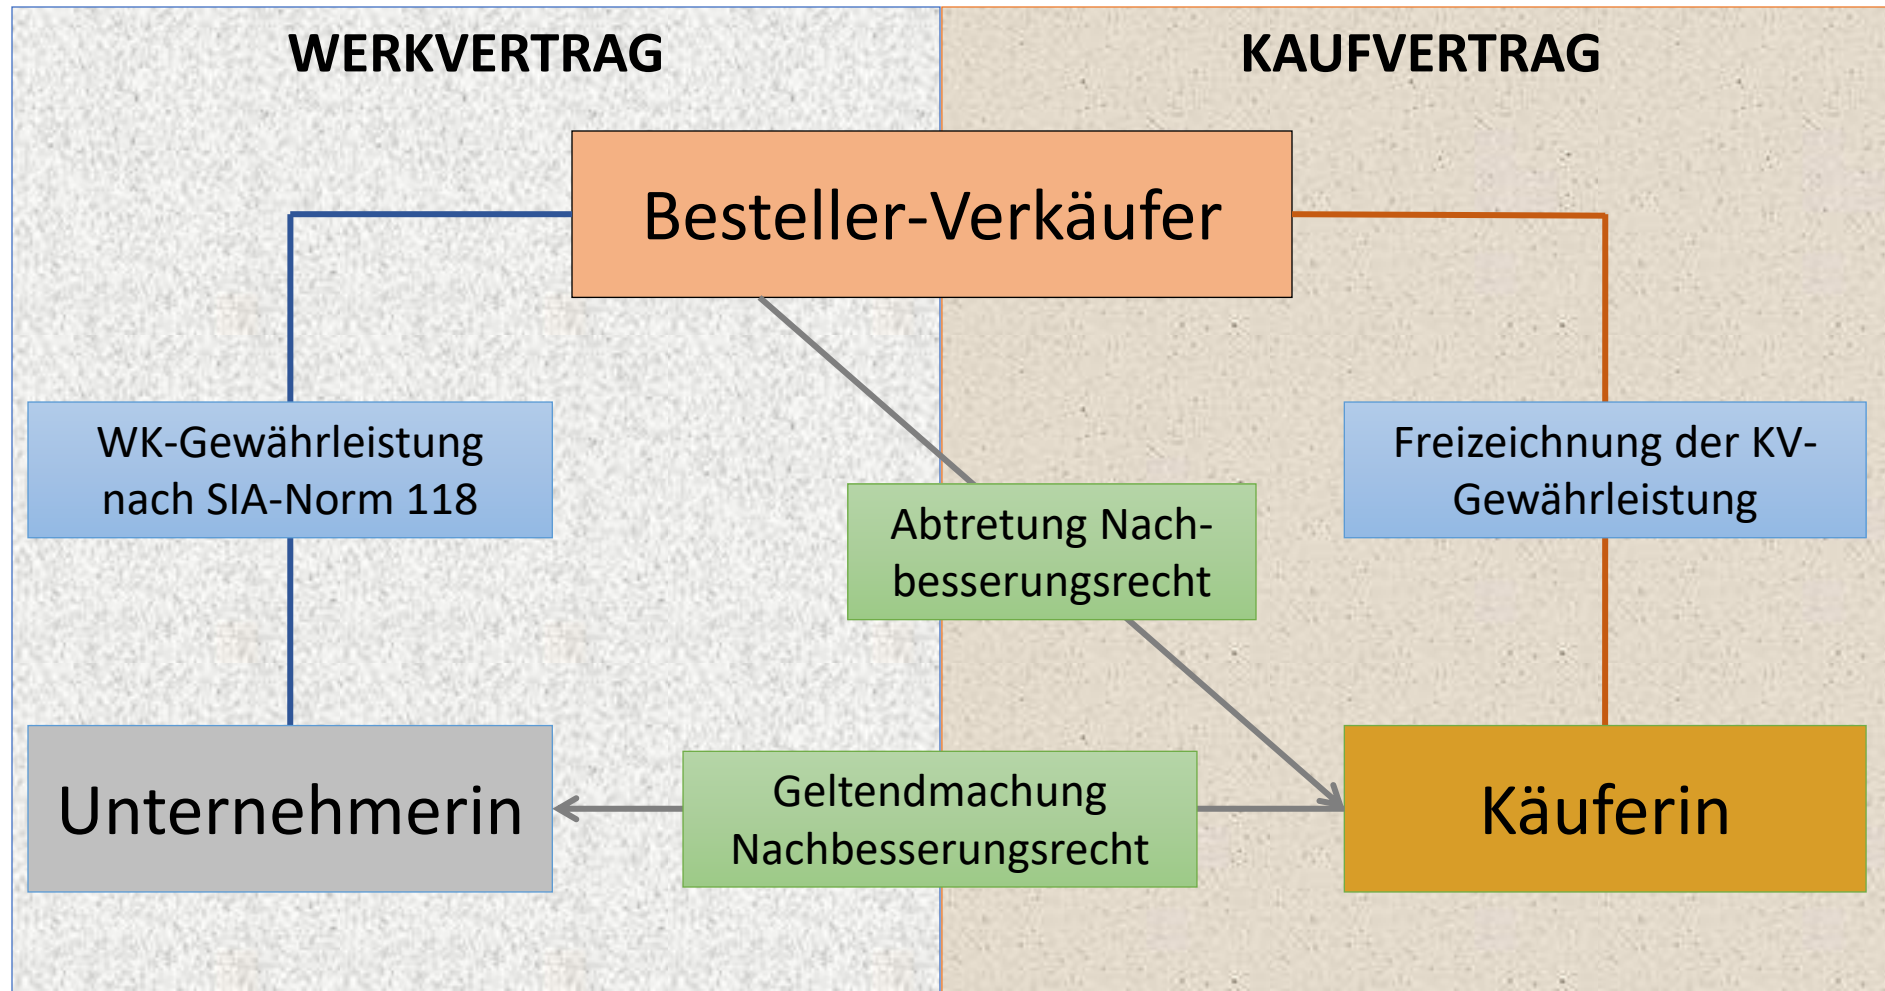 WERKVERTRAG
KAUFVERTRAG
Besteller-Verkäufer
WK-Gewährleistung
nach SIA-Norm 118
Freizeichnung der KV-
Gewährleistung
Abtretung Nach-
besserungsrecht
Unternehmerin
Geltendmachung
Nachbesserungsrecht
Käuferin